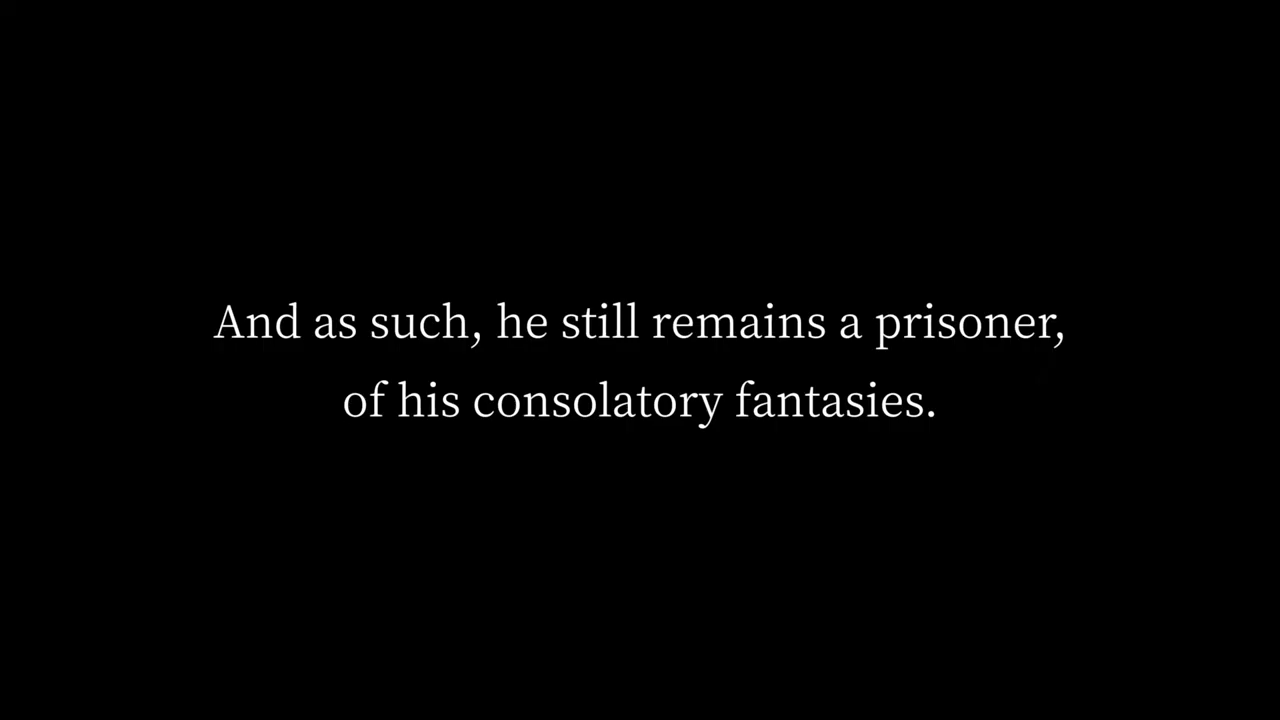 And as such, he still remains a prisoner,
of his consolatory fantasies.